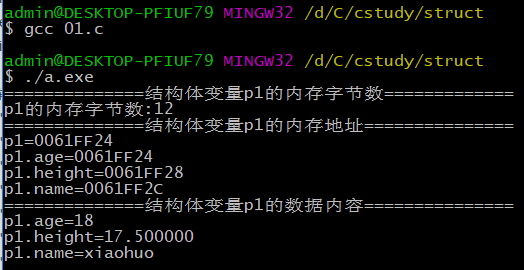 admin@DESKTOP-PFIUF79 MINGW32 /d/C/cstudy/struct
$ gcc 01.c
admin@DESKTOP-PFIUF79 MINGW32 /d/C/cstudy/struct
$ ./a.exe
==============结构体变量p1的内存字节数=============
p1的内存字节数:12
==============结构体变量p1的内存地址===============
p1=0061FF24
p1.age=0061FF24
p1.height=0061FF28
p1.name=0061FF2C
==============结构体变量p1的数据内容===============
p1.age=18
p1.height=17.500000
p1.name=xiaohuo